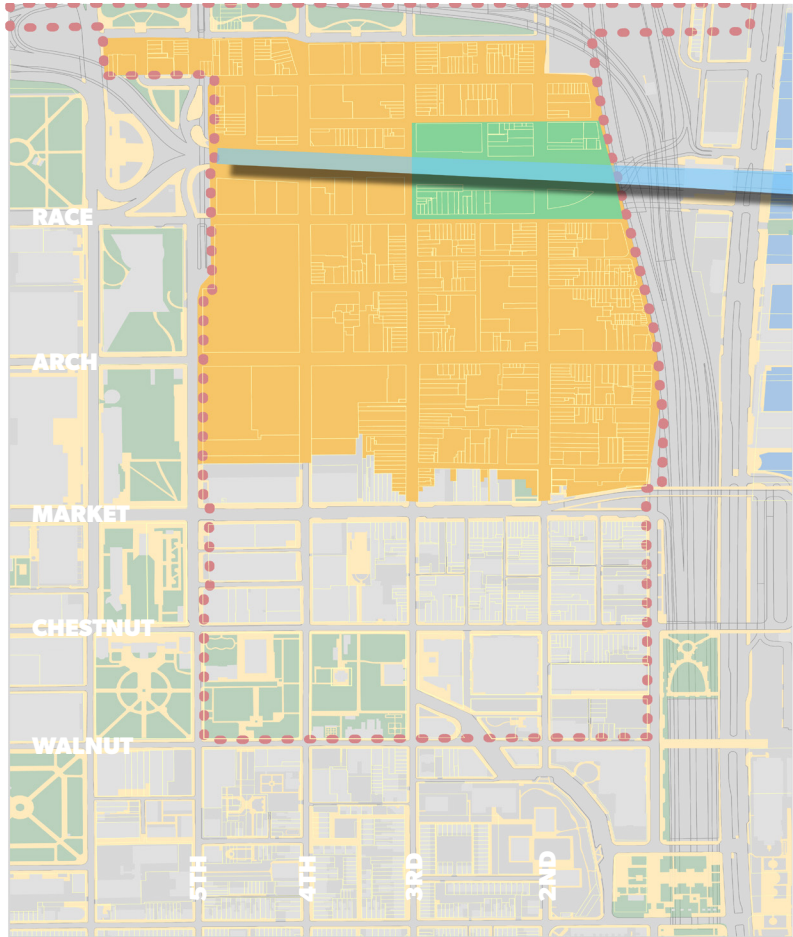 RACE
ARCH
MARKET
CHESTNUT
WALNUT
5TH
4TH
3RD
2ND